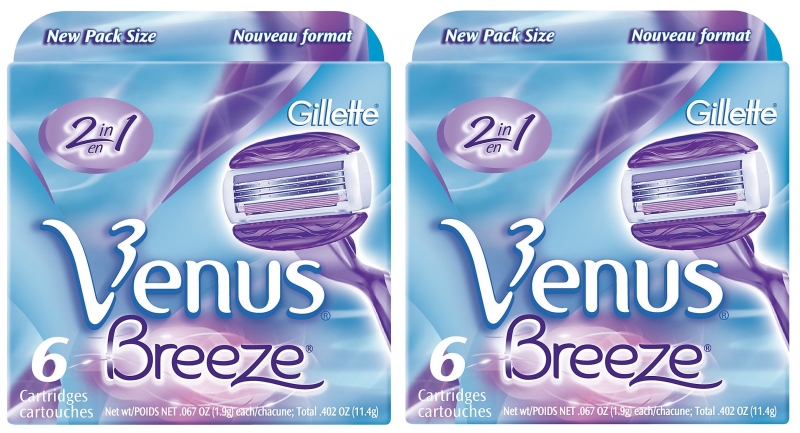 New Pack Size Nouveau format
2 in en 1
Gillette®
Venus®
Breeze®
6
Cartridges
cartouches
Net wt/POIDS NET .067 OZ (1.9g) each/chacune; Total .402 OZ (11.4g)
New Pack Size Nouveau format
2 in en 1
Gillette®
Venus®
Breeze®
6
Cartridges
cartouches
Net wt/POIDS NET .067 OZ (1.9g) each/chacune; Total .402 OZ (11.4g)